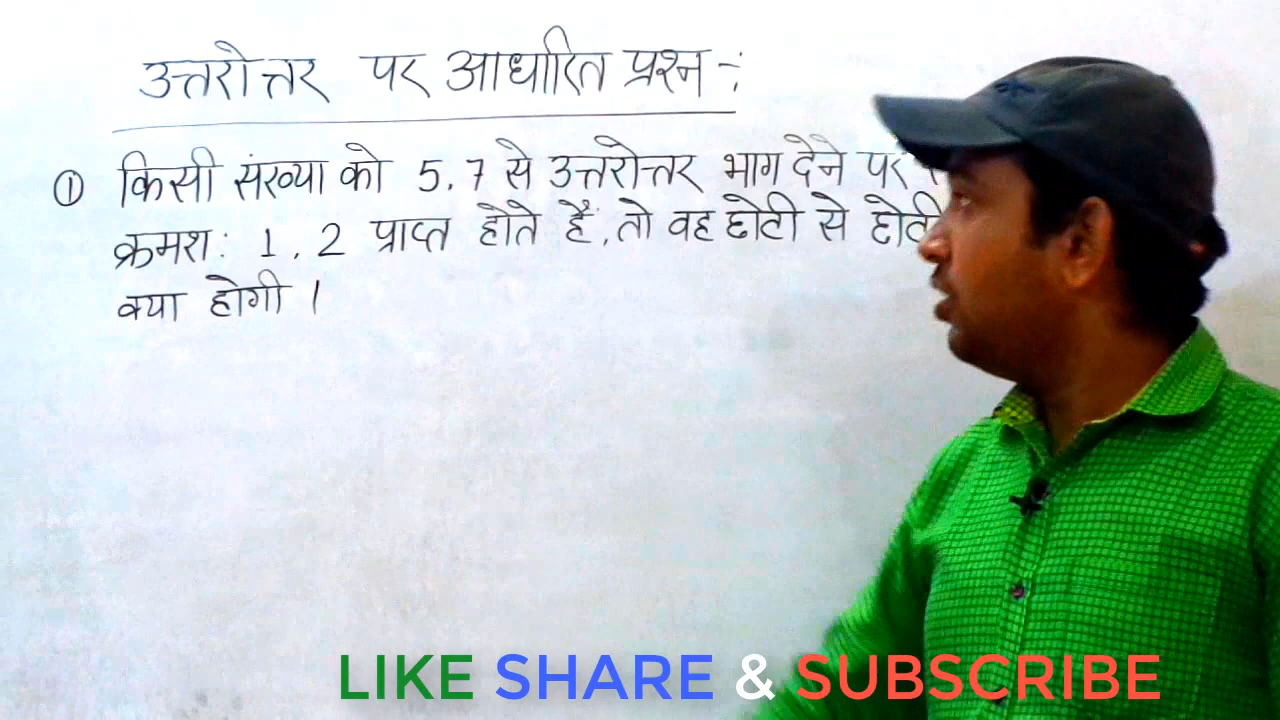 उत्तरोत्तर पर आधारित प्रश्न -:
① किसी संख्या को 5, 7 से उत्तरोत्तर भाग देने पर
क्रमश: 1, 2 प्राप्त होते हैं, तो वह छोटी से छोटी
क्या होगी ।
LIKE SHARE & SUBSCRIBE